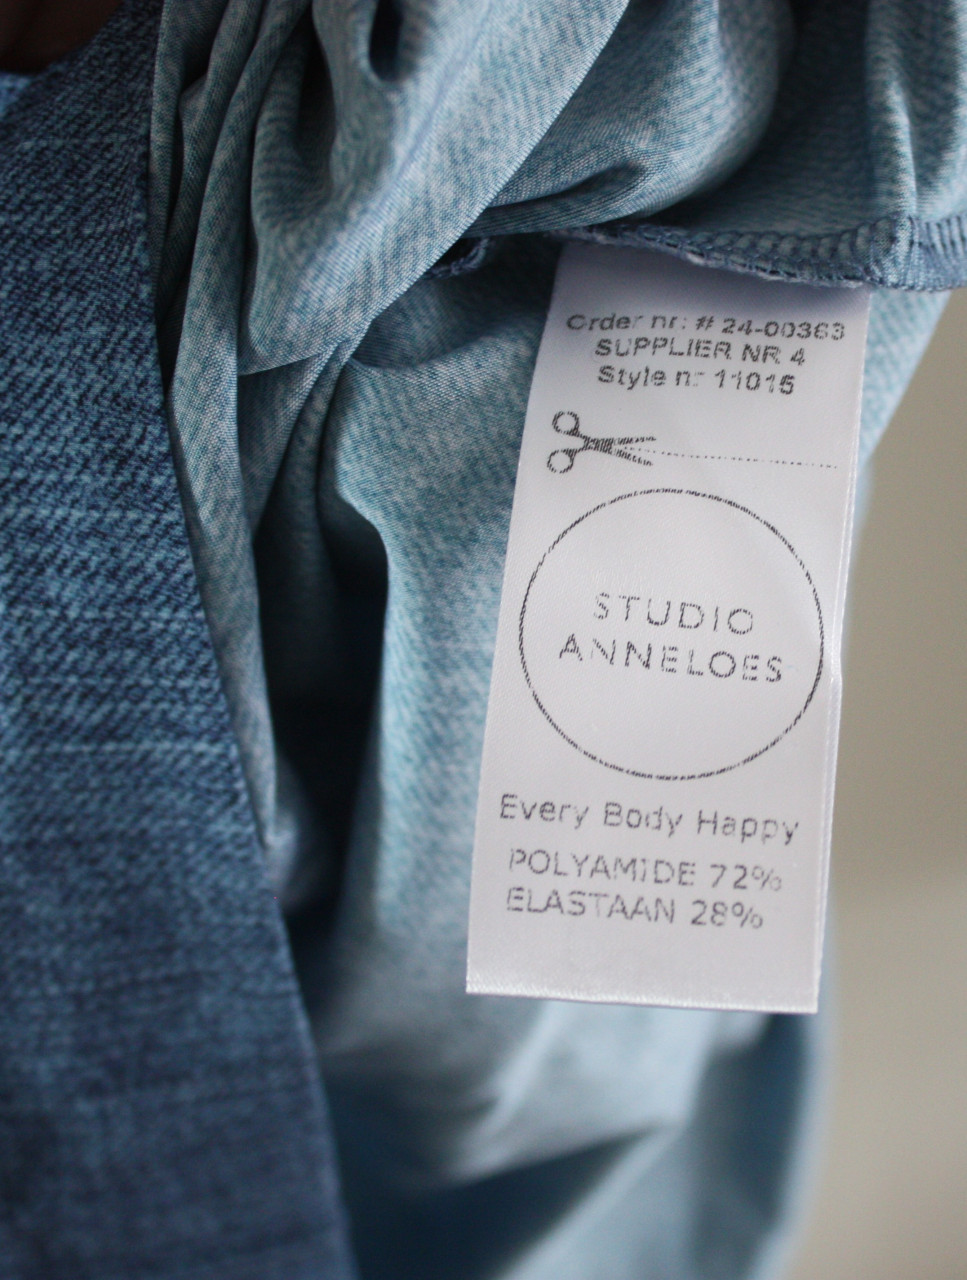 Order nr: # 24-00363
SUPPLIER NR 4
Style nr 11015
STUDIO
ANNELOES
Every Body Happy
POLYAMIDE 72%
ELASTAAN 28%